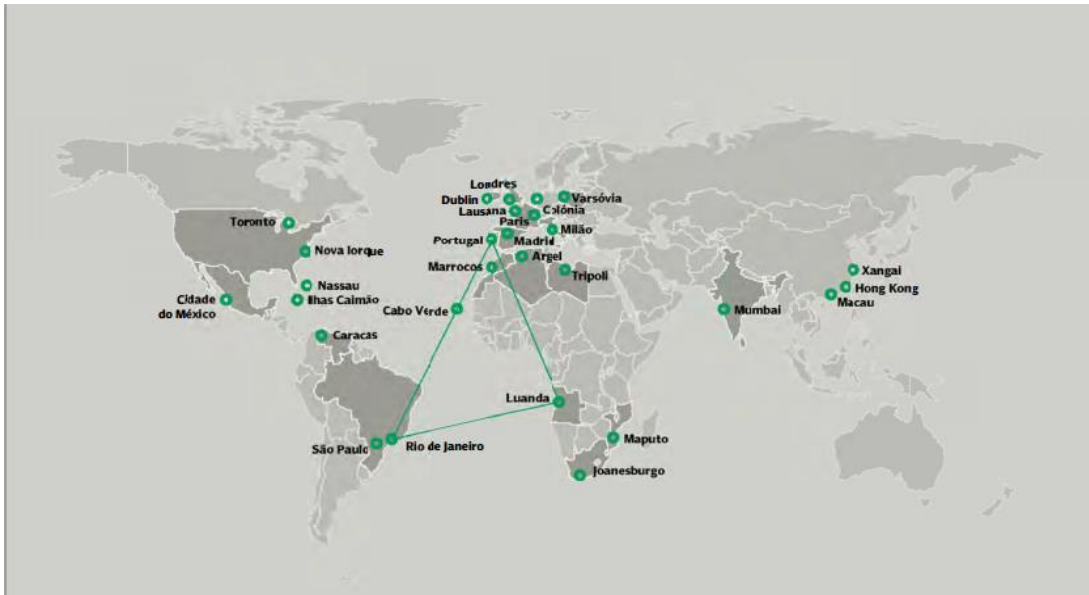 Londres
Dublin
Varsóvia
Lausana
Colónia
Paris
Toronto
Milão
Portugal
Madrid
Nova Iorque
Argel
Marrocos
Tripoli
Xangai
Nassau
Hong Kong
Cidade
do México
Ilhas Caimão
Macau
Cabo Verde
Mumbai
Caracas
Luanda
Maputo
São Paulo
Rio de Janeiro
Joanesburgo